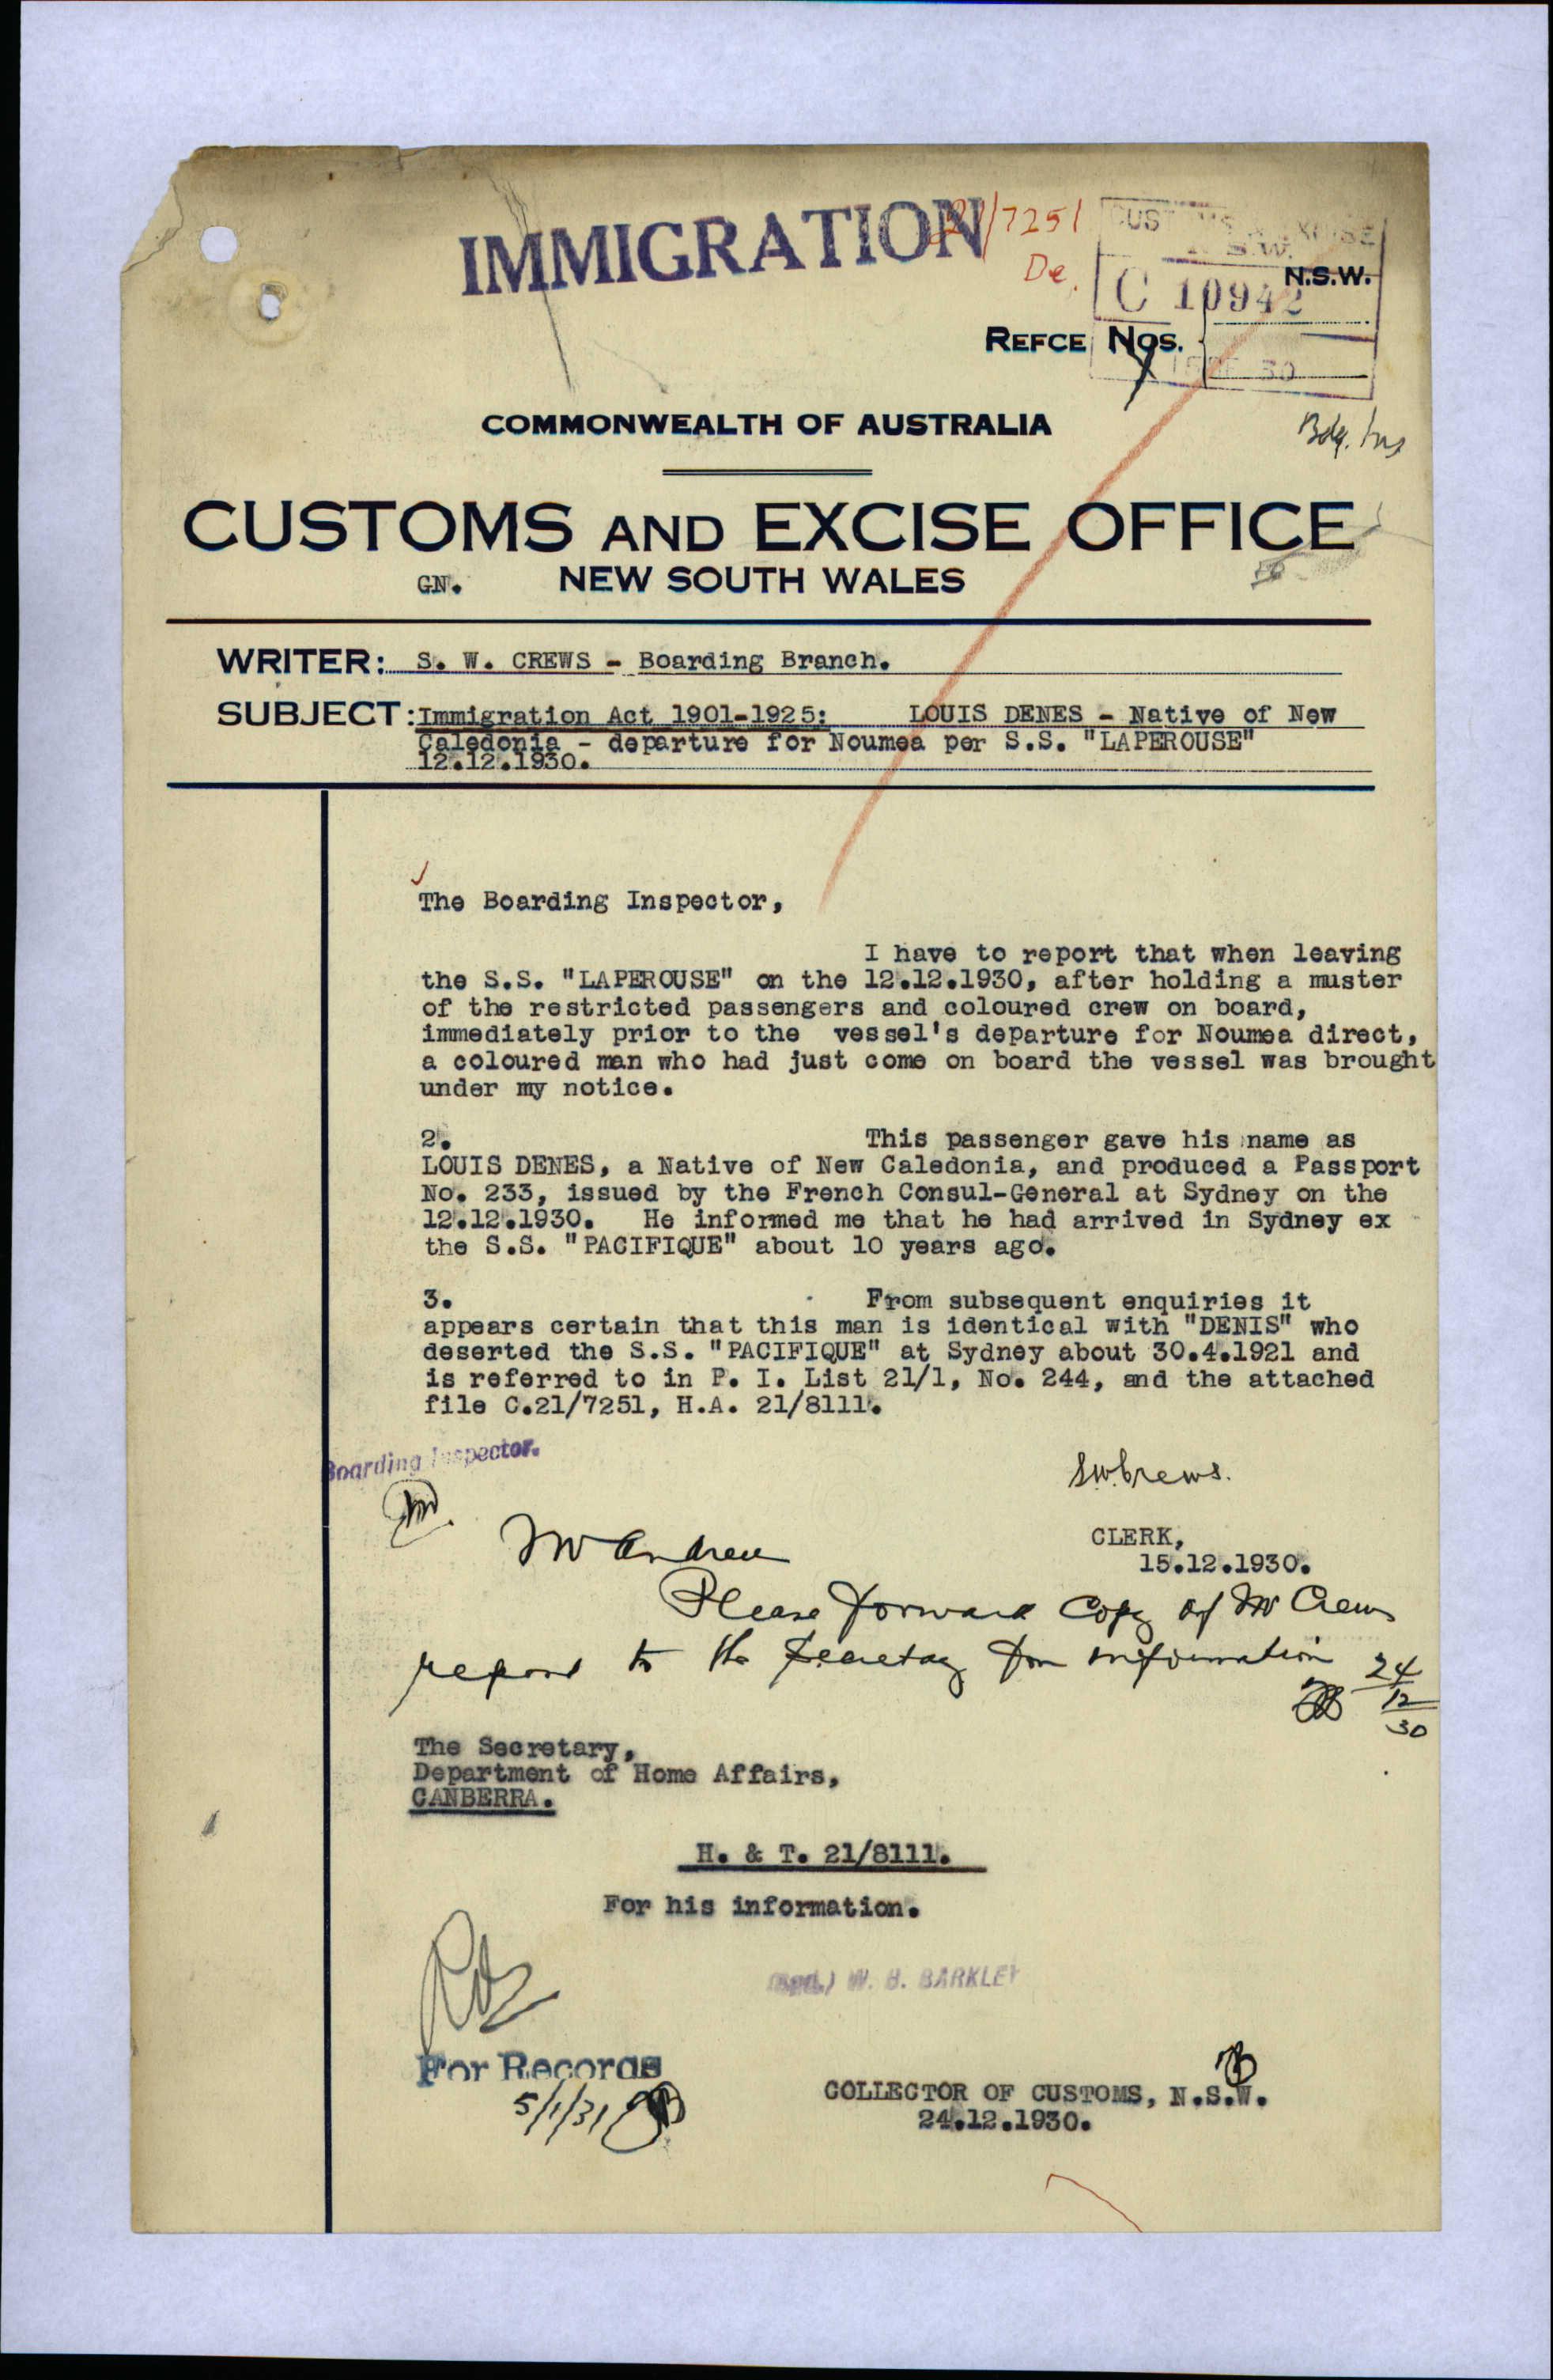 IMMIGRATION
21/7251
De.
CUSTOMS & EXCISE
N.S.W.
N.S.W.
C 10942
REFCE NOS.
30
Bdg. Ins
COMMONWEALTH OF AUSTRALIA
CUSTOMS AND EXCISE OFFICE
GN. NEW SOUTH WALES
WRITER: S. W. CREWS - Boarding Branch.
SUBJECT: Immigration Act 1901-1925: LOUIS DENES - Native of New
Caledonia - departure for Noumea per S.S. "LAPEROUSE"
12.12.1930.
The Boarding Inspector,
I have to report that when leaving
the S.S. "LAPEROUSE" on the 12.12.1930, after holding a muster
of the restricted passengers and coloured crew on board,
immediately prior to the vessel's departure for Noumea direct,
a coloured man who had just come on board the vessel was brought
under my notice.
2. This passenger gave his name as
LOUIS DENES, a Native of New Caledonia, and produced a Passport
No. 233, issued by the French Consul-General at Sydney on the
12.12.1930. He informed me that he had arrived in Sydney ex
the S.S. "PACIFIQUE" about 10 years ago.
3. From subsequent enquiries it
appears certain that this man is identical with "DENIS" who
deserted the S.S. "PACIFIQUE" at Sydney about 30.4.1921 and
is referred to in P. I. List 21/1, No. 244, and the attached
file C.21/7251, H.A. 21/8111.
Boarding Inspector.
S.W.Crews.
CLERK,
15.12.1930.
Mr Andrew
Please forward Copy of Mr Crews
report to the Secretary for information
24/12/30
The Secretary,
Department of Home Affairs,
CANBERRA.
H. & T. 21/8111.
For his information.
(Sgd.) W. H. BARKLEY
For Records
5/1/31
COLLECTOR OF CUSTOMS, N.S.W.
24.12.1930.